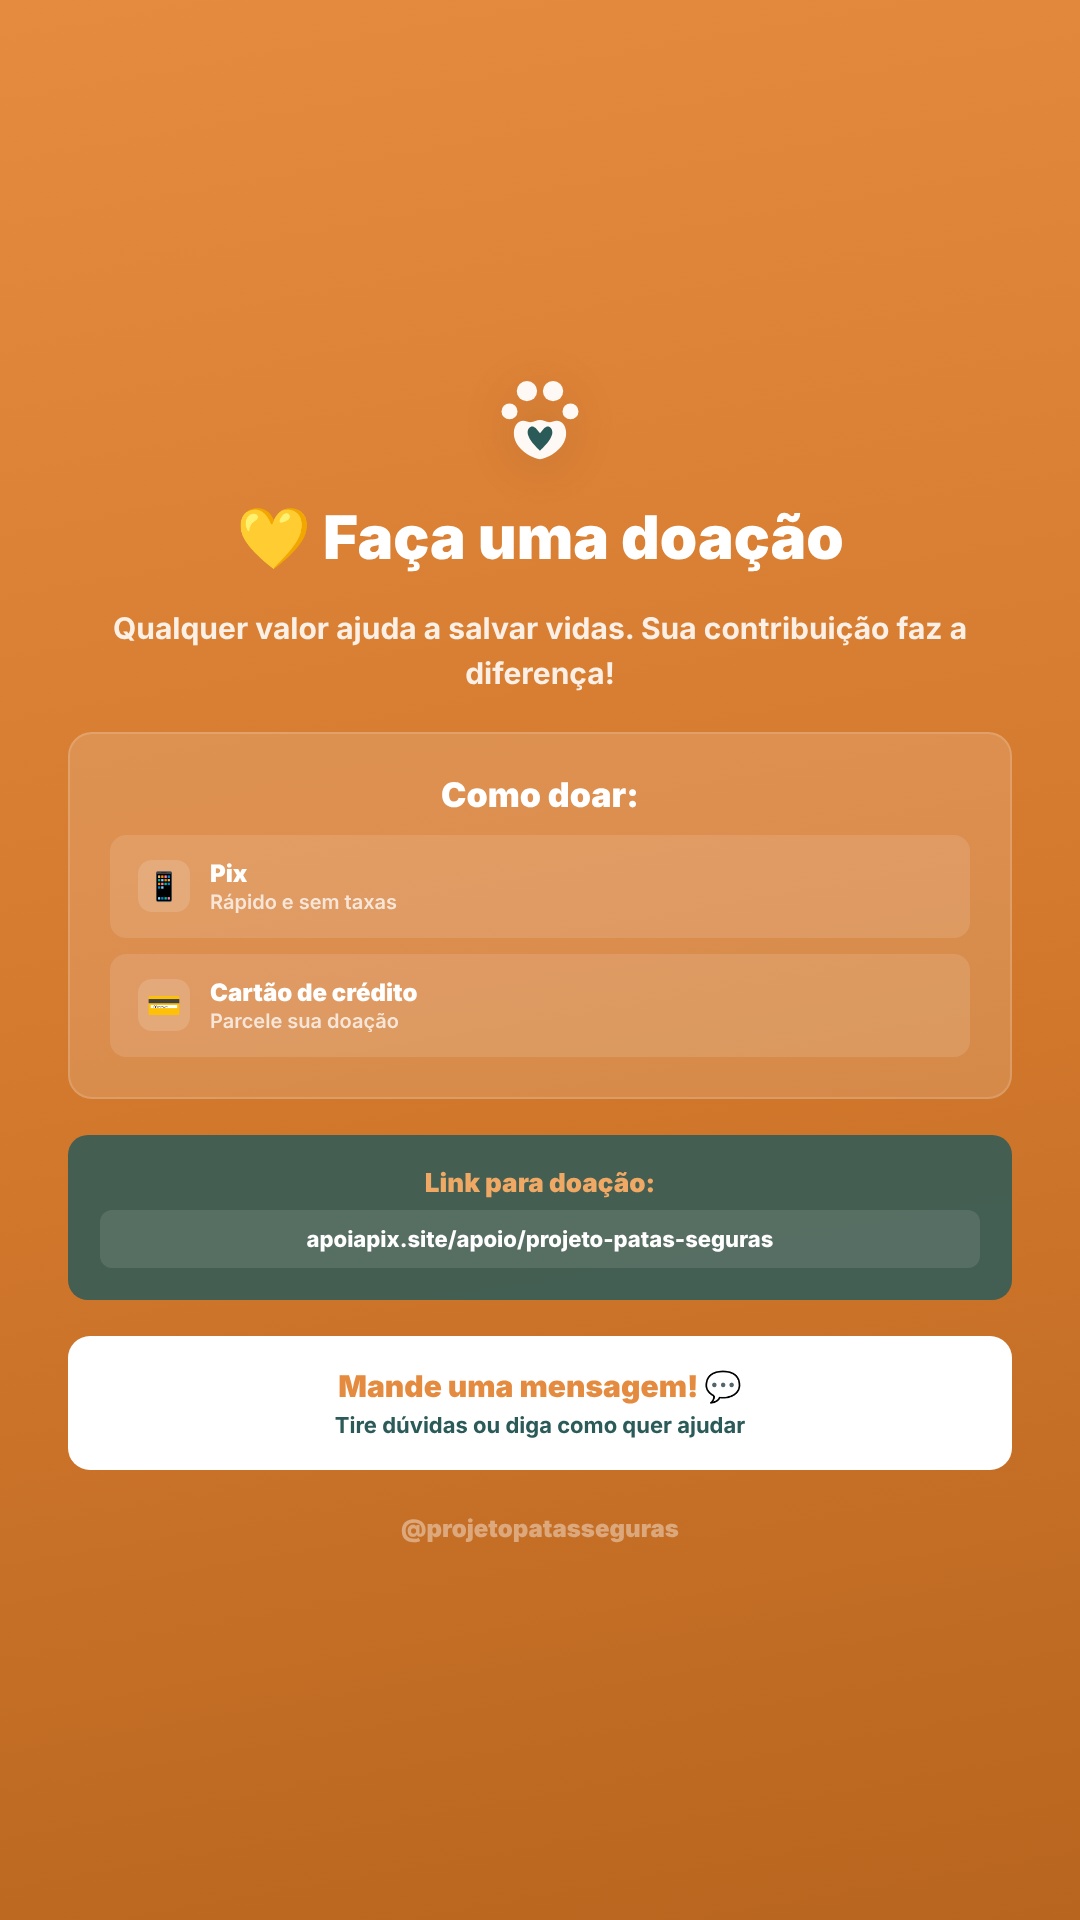 💛 Faça uma doação
Qualquer valor ajuda a salvar vidas. Sua contribuição faz a
diferença!
Como doar:
Pix
Rápido e sem taxas
Cartão de crédito
Parcele sua doação
Link para doação:
apoiapix.site/apoio/projeto-patas-seguras
Mande uma mensagem! 💬
Tire dúvidas ou diga como quer ajudar
@projetopatasseguras